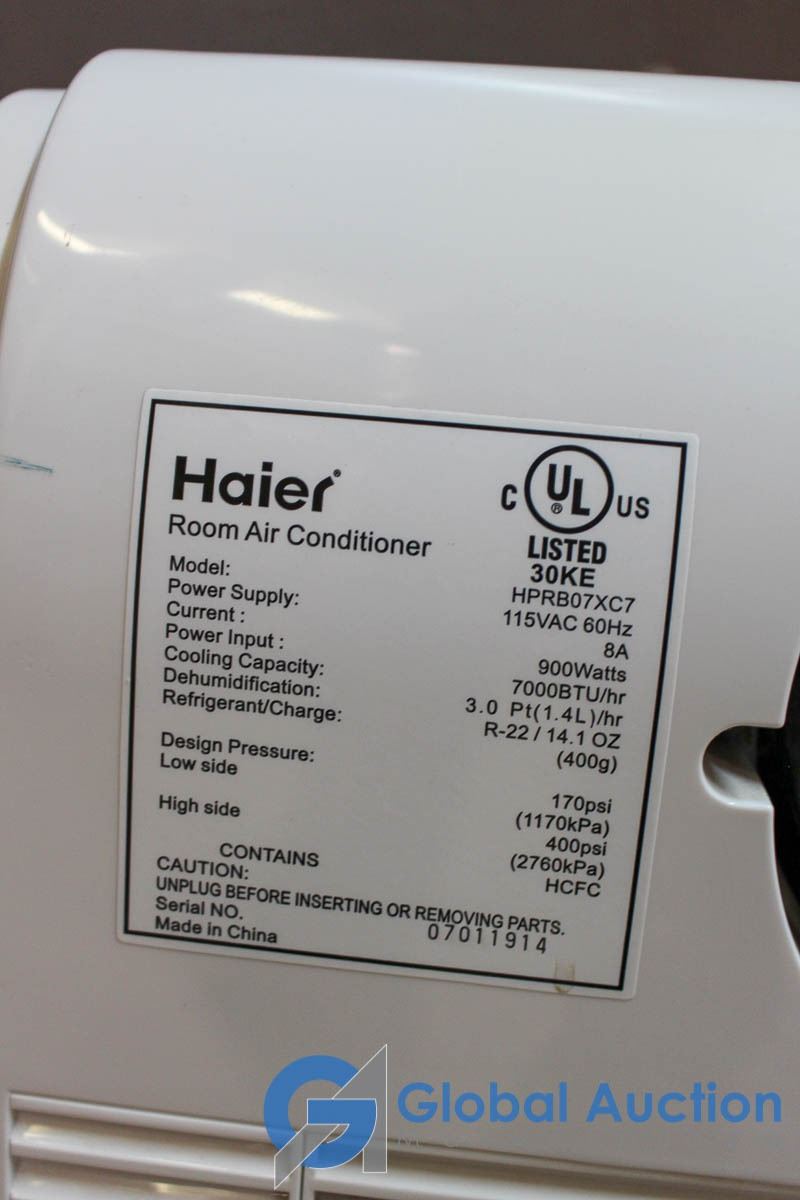 Haier®
C UL® US
LISTED
30KE
Room Air Conditioner
Model: HPRB07XC7
Power Supply: 115VAC 60Hz
Current : 8A
Power Input : 900Watts
Cooling Capacity: 7000BTU/hr
Dehumidification: 3.0 Pt(1.4L)/hr
Refrigerant/Charge: R-22 / 14.1 OZ
(400g)
Design Pressure:
Low side 170psi
(1170kPa)
High side 400psi
(2760kPa)
CONTAINS HCFC
CAUTION:
UNPLUG BEFORE INSERTING OR REMOVING PARTS.
Serial NO. 07011914
Made in China
GA Global Auction